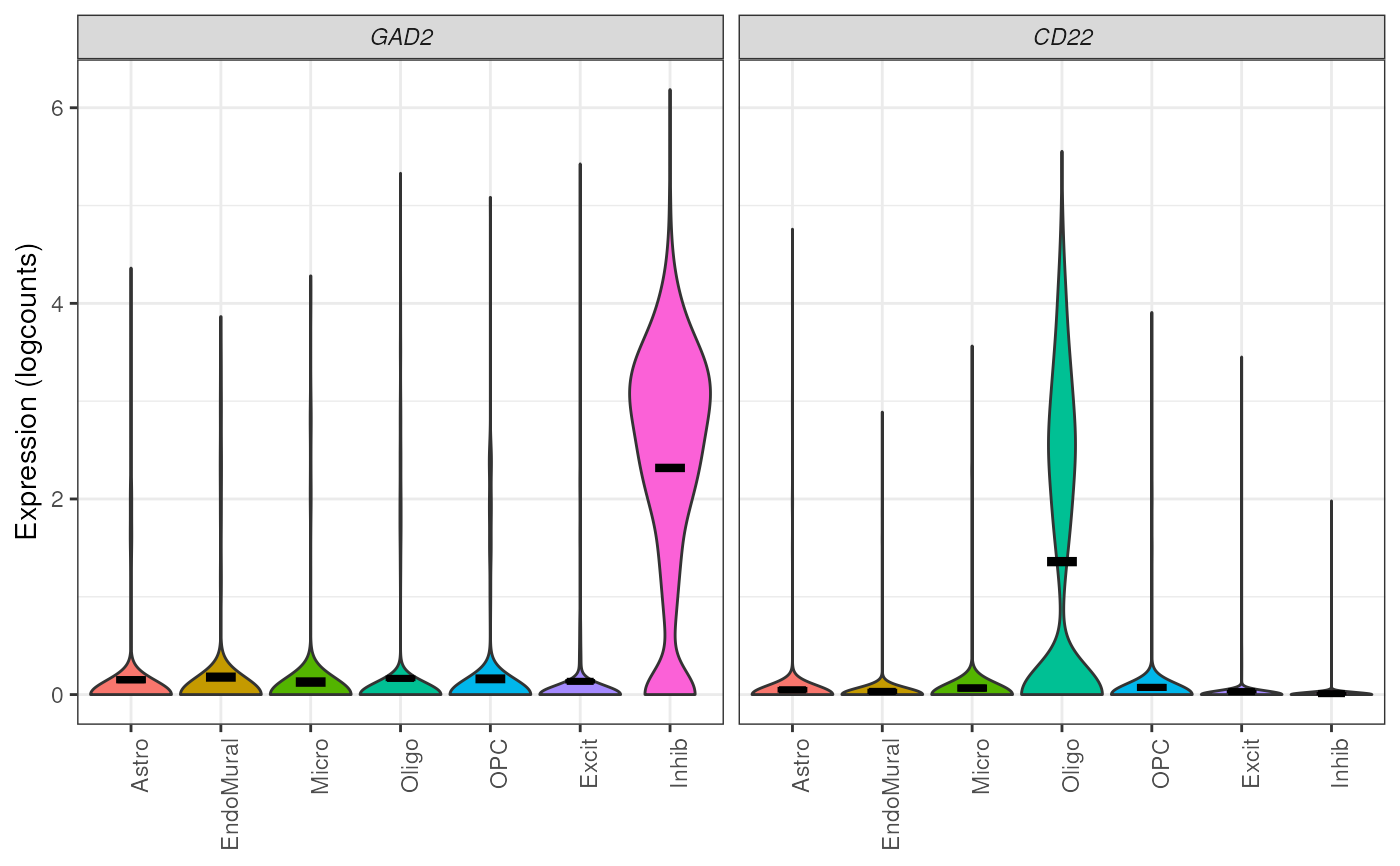 GAD2
CD22
Expression (logcounts)
6
4
2
0
Astro
EndoMural
Micro
Oligo
OPC
Excit
Inhib
Astro
EndoMural
Micro
Oligo
OPC
Excit
Inhib